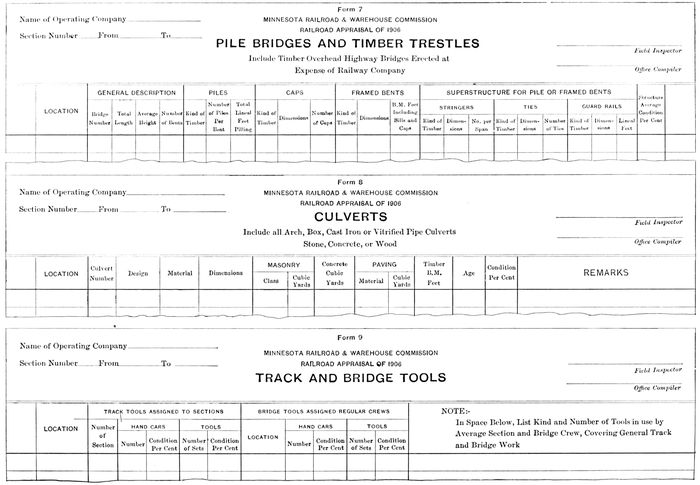 Form 7
Name of Operating Company
MINNESOTA RAILROAD & WAREHOUSE COMMISSION
RAILROAD APPRAISAL OF 1906
Section Number From To
PILE BRIDGES AND TIMBER TRESTLES
Field Inspector
Include Timber Overhead Highway Bridges Erected at
Expense of Railway Company
Office Compiler
LOCATION
GENERAL DESCRIPTION
Bridge Number
Total Length
Average Height
Number of Bents
PILES
Kind of Timber
Number of Piles Per Bent
Total Lineal Feet Pilling
CAPS
Kind of Timber
Dimensions
Number of Caps
FRAMED BENTS
Kind of Timber
Dimensions
B.M. Feet Including Sills and Caps
SUPERSTRUCTURE FOR PILE OR FRAMED BENTS
STRINGERS
Kind of Timber
Dimen- sions
No. per Span
TIES
Kind of Timber
Dimen- sions
Number of Ties
GUARD RAILS
Kind of Timber
Dimen- sions
Lineal Feet
Structure Average Condition Per Cent
Form 8
Name of Operating Company
MINNESOTA RAILROAD & WAREHOUSE COMMISSION
RAILROAD APPRAISAL OF 1906
Section Number From To
CULVERTS
Field Inspector
Include all Arch, Box, Cast Iron or Vitrified Pipe Culverts
Stone, Concrete, or Wood
Office Compiler
LOCATION
Culvert Number
Design
Material
Dimensions
MASONRY
Class
Cubic Yards
Concrete Cubic Yards
PAVING
Material
Cubic Yards
Timber B.M. Feet
Age
Condition Per Cent
REMARKS
Form 9
Name of Operating Company
MINNESOTA RAILROAD & WAREHOUSE COMMISSION
RAILROAD APPRAISAL OF 1906
Section Number From To
TRACK AND BRIDGE TOOLS
Field Inspector
Office Compiler
LOCATION
TRACK TOOLS ASSIGNED TO SECTIONS
Number of Section
HAND CARS
Number
Condition Per Cent
TOOLS
Number of Sets
Condition Per Cent
BRIDGE TOOLS ASSIGNED REGULAR CREWS
LOCATION
HAND CARS
Number
Condition Per Cent
TOOLS
Number of Sets
Condition Per Cent
NOTE:-
In Space Below, List Kind and Number of Tools in use by
Average Section and Bridge Crew, Covering General Track
and Bridge Work